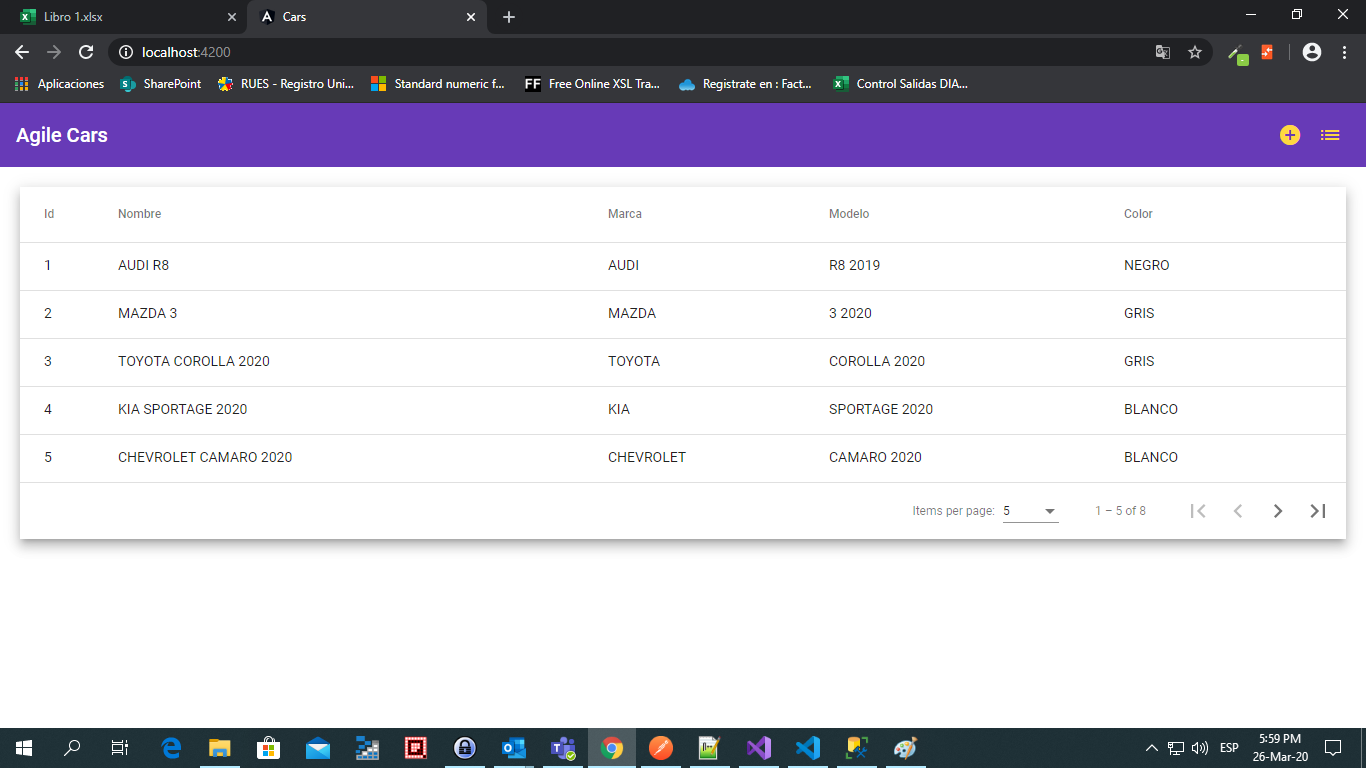 Libro 1.xlsx
Cars
localhost:4200
Aplicaciones SharePoint RUES - Registro Uni... Standard numeric f... Free Online XSL Tra... Registrate en : Fact... Control Salidas DIA...
Agile Cars
Id Nombre Marca Modelo Color
1 AUDI R8 AUDI R8 2019 NEGRO
2 MAZDA 3 MAZDA 3 2020 GRIS
3 TOYOTA COROLLA 2020 TOYOTA COROLLA 2020 GRIS
4 KIA SPORTAGE 2020 KIA SPORTAGE 2020 BLANCO
5 CHEVROLET CAMARO 2020 CHEVROLET CAMARO 2020 BLANCO
Items per page: 5 1 – 5 of 8
ESP
5:59 PM
26-Mar-20